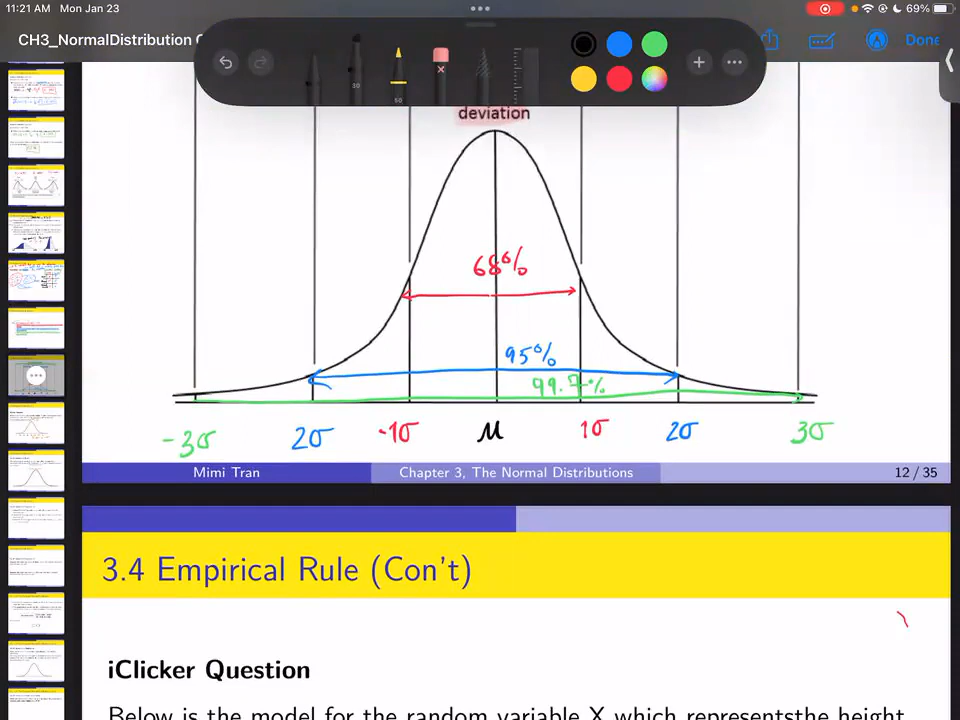 11:21 AM Mon Jan 23
69%
CH3_NormalDistribution
Done
30
50
deviation
68%
95%
99.7%
-3σ 2σ -1σ μ 1σ 2σ 3σ
Mimi Tran Chapter 3, The Normal Distributions 12 / 35
3.4 Empirical Rule (Con't)
iClicker Question
Below is the model for the random variable X which representsthe height